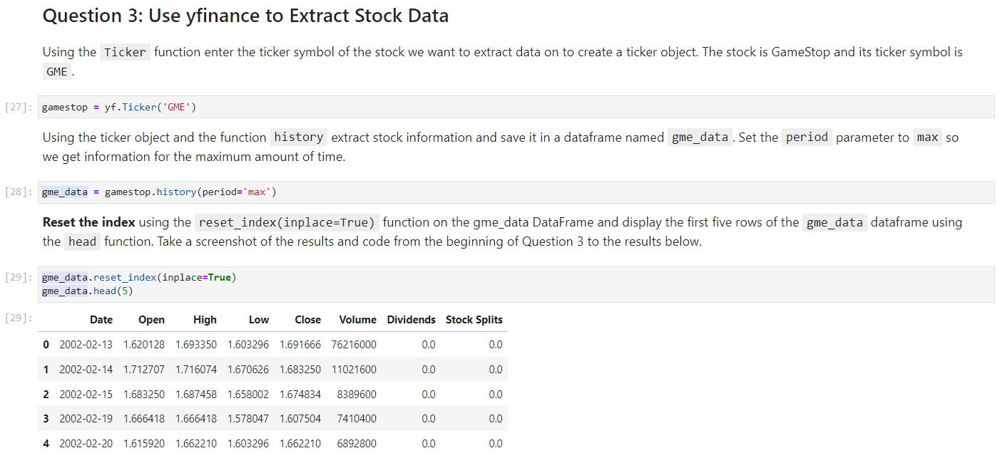 Question 3: Use yfinance to Extract Stock Data
Using the Ticker function enter the ticker symbol of the stock we want to extract data on to create a ticker object. The stock is GameStop and its ticker symbol is
GME .
[27]: gamestop = yf.Ticker('GME')
Using the ticker object and the function history extract stock information and save it in a dataframe named gme_data . Set the period parameter to max so
we get information for the maximum amount of time.
[28]: gme_data = gamestop.history(period='max')
Reset the index using the reset_index(inplace=True) function on the gme_data DataFrame and display the first five rows of the gme_data dataframe using
the head function. Take a screenshot of the results and code from the beginning of Question 3 to the results below.
[29]: gme_data.reset_index(inplace=True)
gme_data.head(5)
[29]: Date Open High Low Close Volume Dividends Stock Splits
0 2002-02-13 1.620128 1.693350 1.603296 1.691666 76216000 0.0 0.0
1 2002-02-14 1.712707 1.716074 1.670626 1.683250 11021600 0.0 0.0
2 2002-02-15 1.683250 1.687458 1.658002 1.674834 8389600 0.0 0.0
3 2002-02-19 1.666418 1.666418 1.578047 1.607504 7410400 0.0 0.0
4 2002-02-20 1.615920 1.662210 1.603296 1.662210 6892800 0.0 0.0